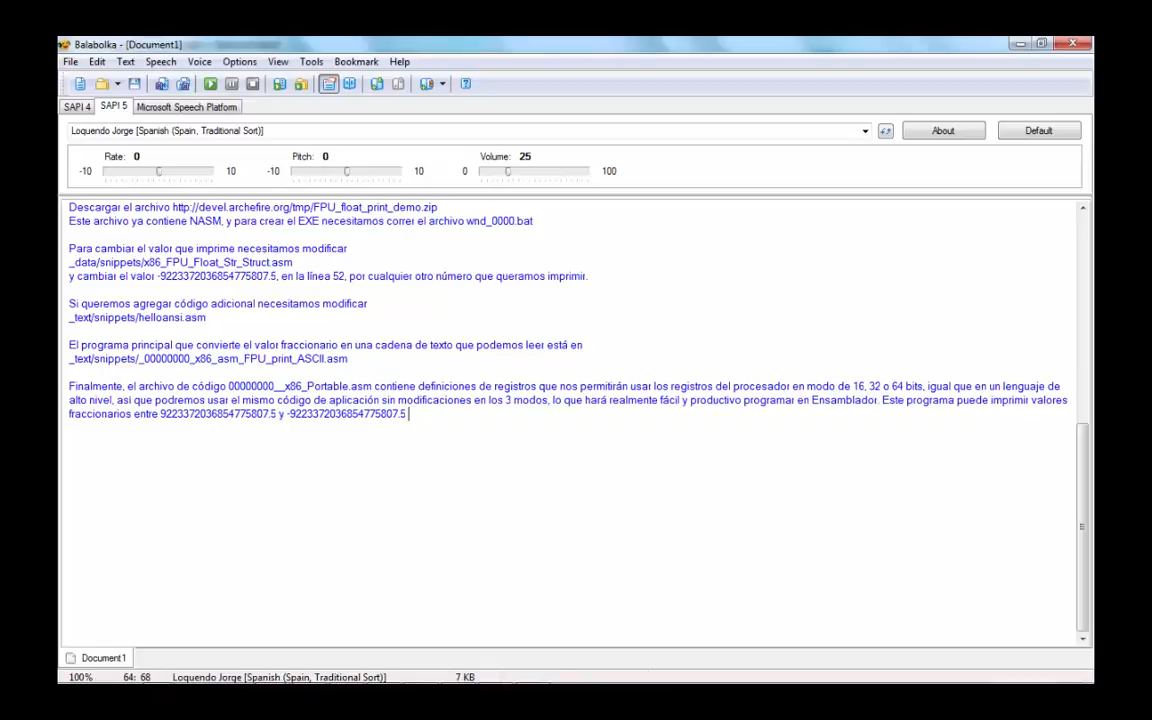 Balabolka - [Document1]
File Edit Text Speech Voice Options View Tools Bookmark Help
SAPI 4 SAPI 5 Microsoft Speech Platform
Loquendo Jorge [Spanish (Spain, Traditional Sort)] About Default
Rate: 0 Pitch: 0 Volume: 25
-10 10 -10 10 0 100
Descargar el archivo http://devel.archefire.org/tmp/FPU_float_print_demo.zip
Este archivo ya contiene NASM, y para crear el EXE necesitamos correr el archivo wnd_0000.bat
Para cambiar el valor que imprime necesitamos modificar
_data/snippets/x86_FPU_Float_Str_Struct.asm
y cambiar el valor -9223372036854775807.5, en la línea 52, por cualquier otro número que queramos imprimir.
Si queremos agregar código adicional necesitamos modificar
_text/snippets/helloansi.asm
El programa principal que convierte el valor fraccionario en una cadena de texto que podemos leer está en
_text/snippets/_00000000_x86_asm_FPU_print_ASCII.asm
Finalmente, el archivo de código 00000000__x86_Portable.asm contiene definiciones de registros que nos permitirán usar los registros del procesador en modo de 16, 32 o 64 bits, igual que en un lenguaje de
alto nivel, asi que podremos usar el mismo código de aplicación sin modificaciones en los 3 modos, lo que hará realmente fácil y productivo programar en Ensamblador. Este programa puede imprimir valores
fraccionarios entre 9223372036854775807.5 y -9223372036854775807.5
Document1
100% 64: 68 Loquendo Jorge [Spanish (Spain, Traditional Sort)] 7 KB